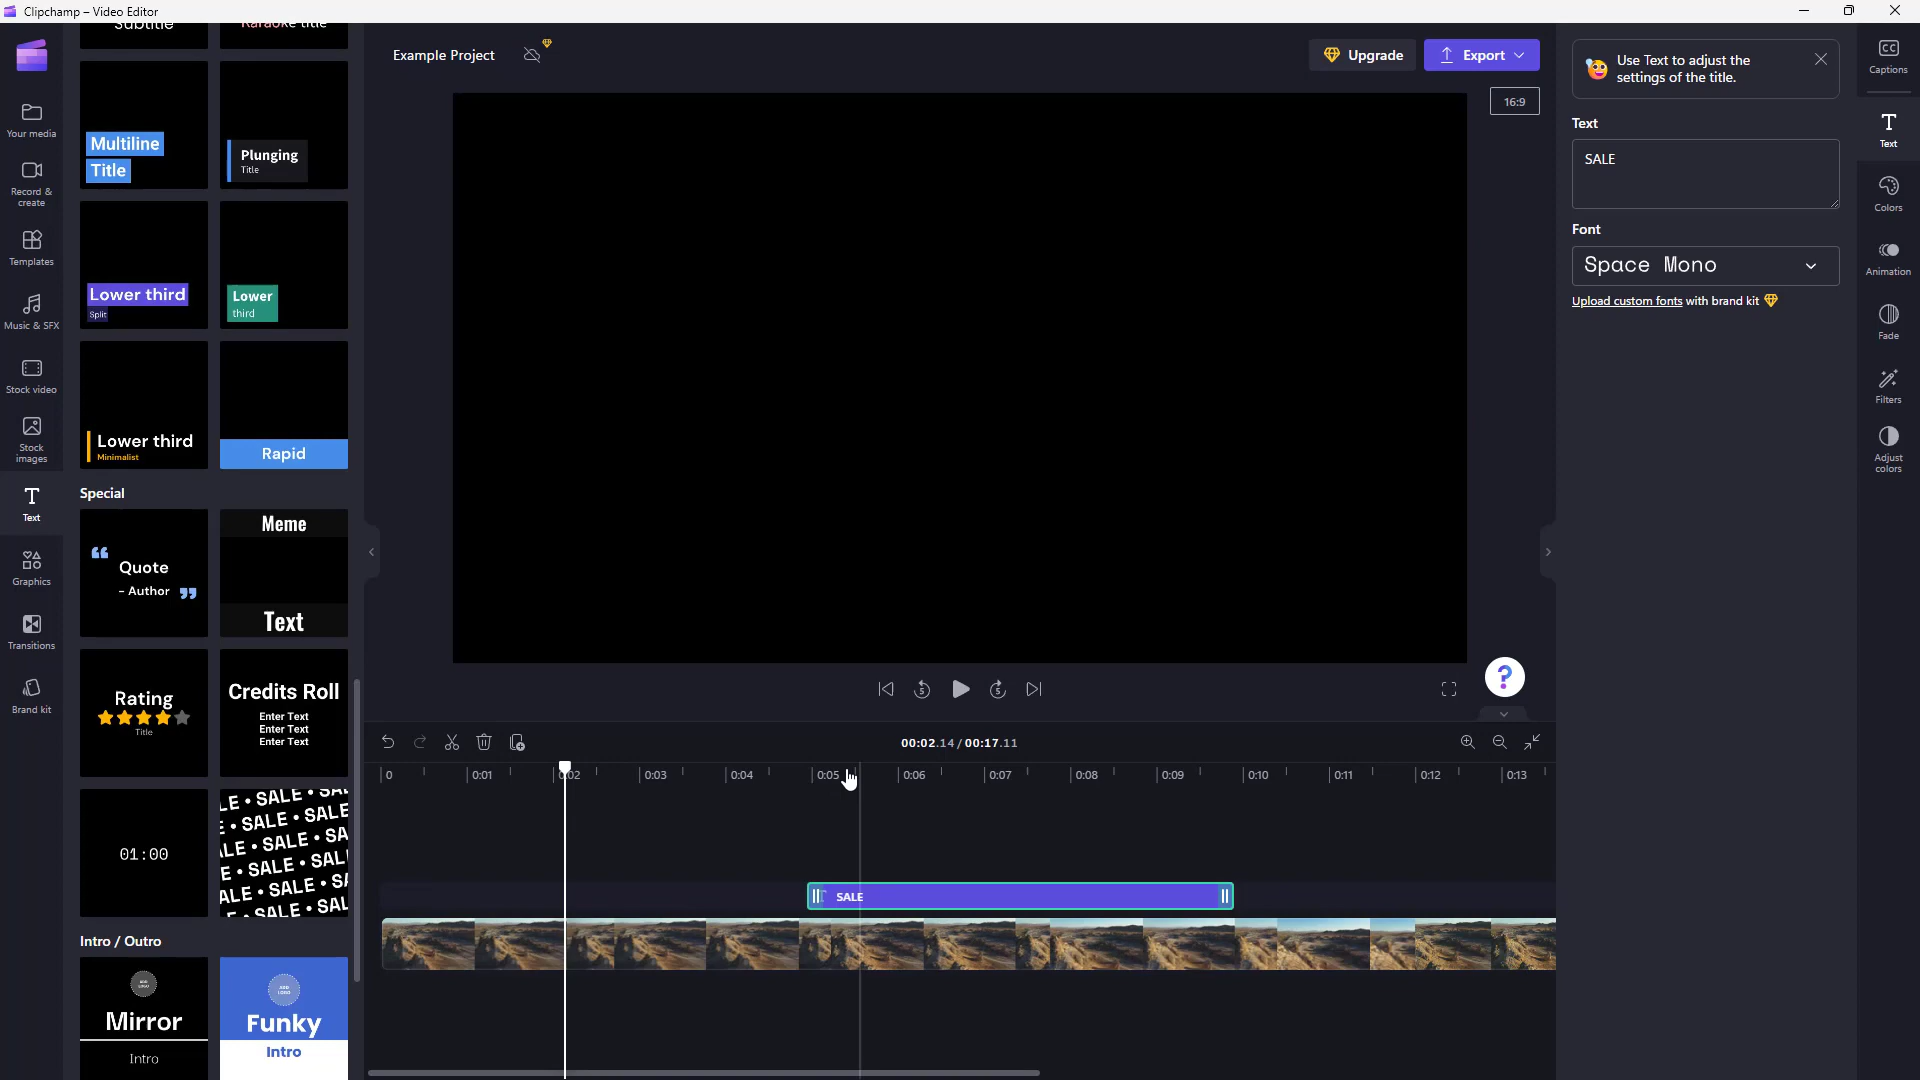 Clipchamp – Video Editor
Subtitle
Karaoke title
Multiline
Title
Plunging
Title
Lower third
Split
Lower
third
Lower third
Minimalist
Rapid
Special
Quote
- Author
Meme
Text
Rating
Title
Credits Roll
Enter Text
Enter Text
Enter Text
01:00
LE • SALE • SAL
E • SALE • SALE
LE • SALE • SA
E • SALE • SAL
ALE • SALE • S
E • SALE • SAL
Intro / Outro
ADD LOGO
Mirror
Intro
ADD LOGO
Funky
Intro
Your media
Record &
create
Templates
Music & SFX
Stock video
Stock
images
Text
Graphics
Transitions
Brand kit
Example Project
Upgrade
Export
16:9
?
00:02.14 / 00:17.11
0
0:01
0:02
0:03
0:04
0:05
0:06
0:07
0:08
0:09
0:10
0:11
0:12
0:13
SALE
Use Text to adjust the
settings of the title.
Text
SALE
Font
Space Mono
Upload custom fonts with brand kit
CC
Captions
Text
Colors
Animation
Fade
Filters
Adjust
colors